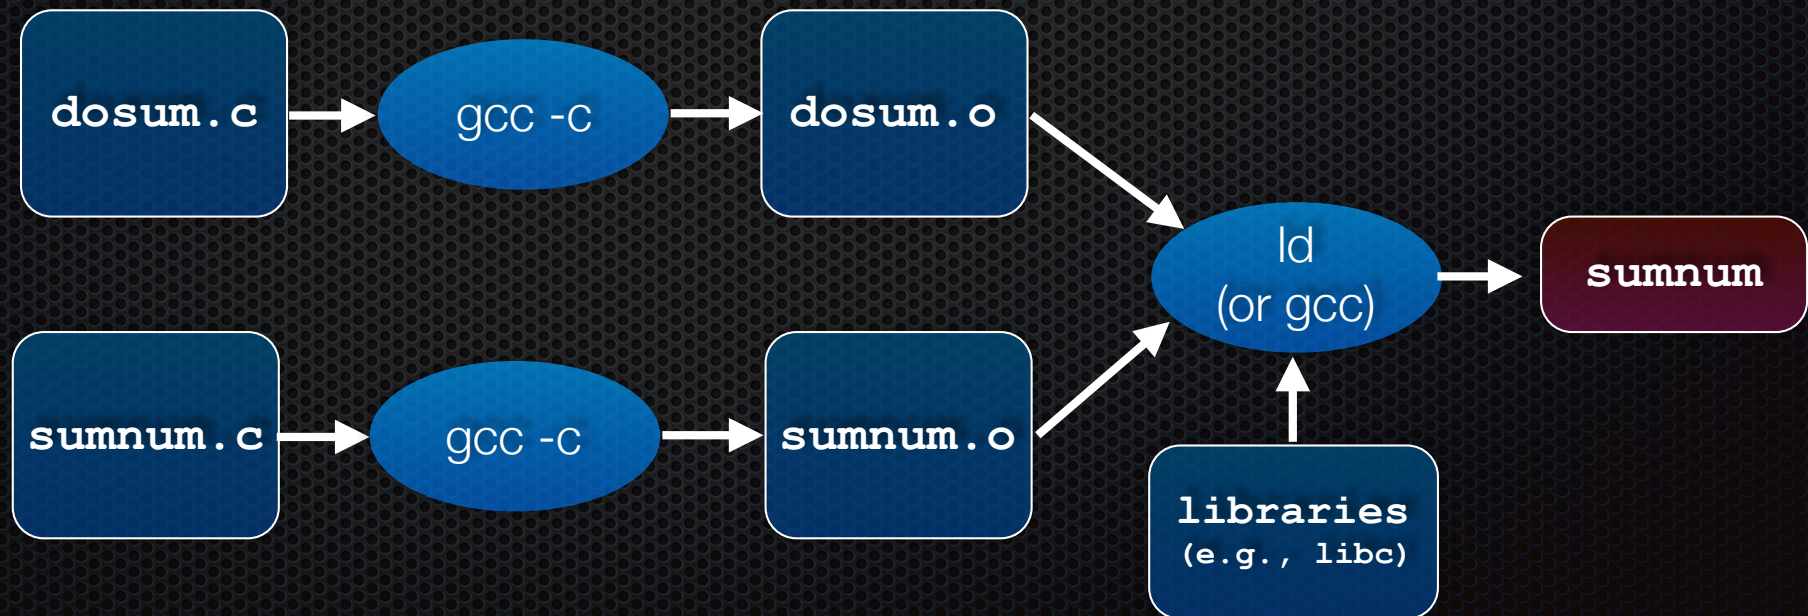 dosum.c
gcc -c
dosum.o
sumnum.c
gcc -c
sumnum.o
ld
(or gcc)
libraries
(e.g., libc)
sumnum